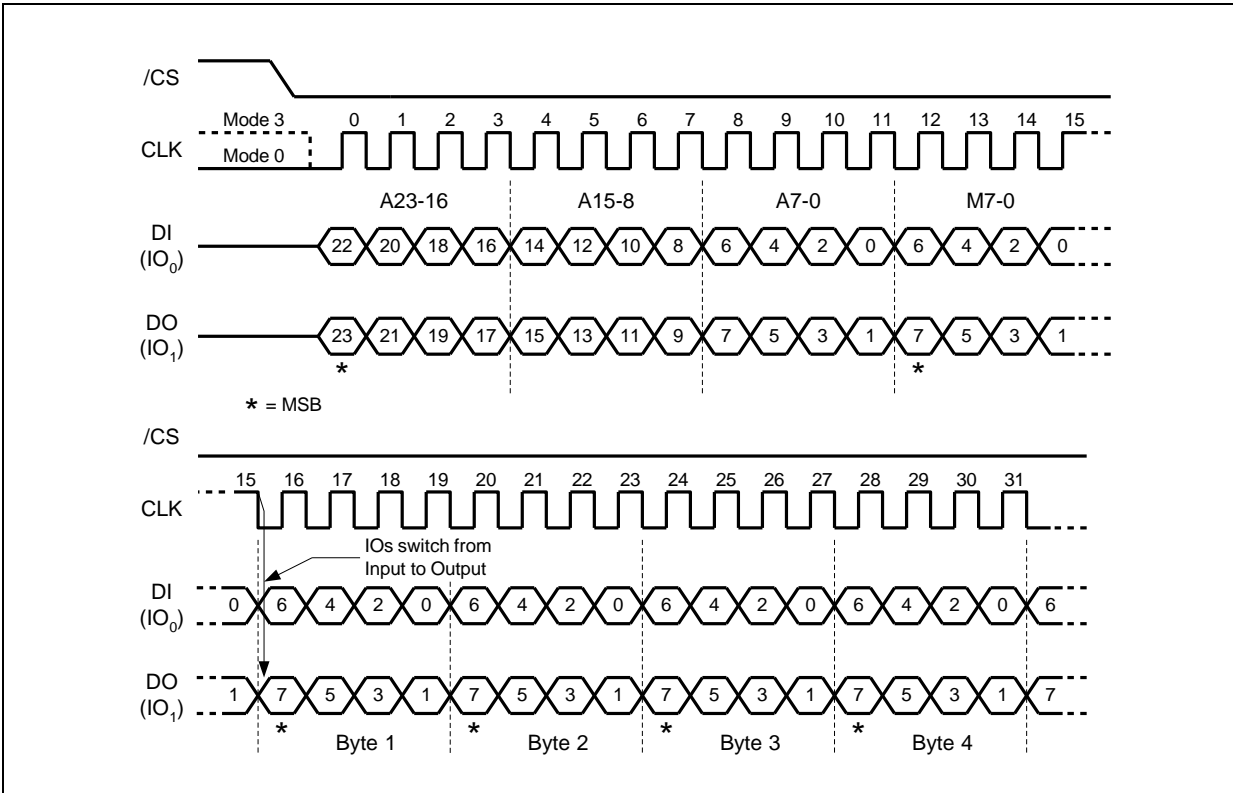 /CS
Mode 3 0 1 2 3 4 5 6 7 8 9 10 11 12 13 14 15
CLK
Mode 0
A23-16 A15-8 A7-0 M7-0
DI
(IO0)
22 20 18 16 14 12 10 8 6 4 2 0 6 4 2 0
DO
(IO1)
23 21 19 17 15 13 11 9 7 5 3 1 7 5 3 1
* *
* = MSB
/CS
15 16 17 18 19 20 21 22 23 24 25 26 27 28 29 30 31
CLK
IOs switch from
Input to Output
DI
(IO0)
0 6 4 2 0 6 4 2 0 6 4 2 0 6 4 2 0 6
DO
(IO1)
1 7 5 3 1 7 5 3 1 7 5 3 1 7 5 3 1 7
* * * *
Byte 1 Byte 2 Byte 3 Byte 4